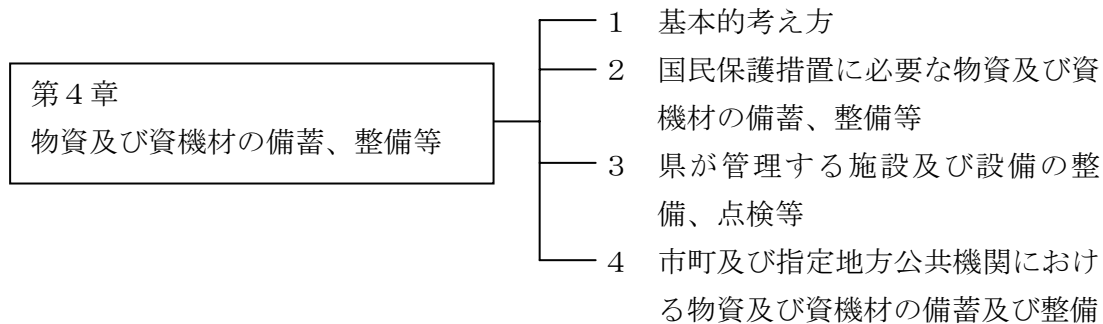 第４章
物資及び資機材の備蓄、整備等
１　基本的考え方
２　国民保護措置に必要な物資及び資
機材の備蓄、整備等
３　県が管理する施設及び設備の整
備、点検等
４　市町及び指定地方公共機関におけ
る物資及び資機材の備蓄及び整備